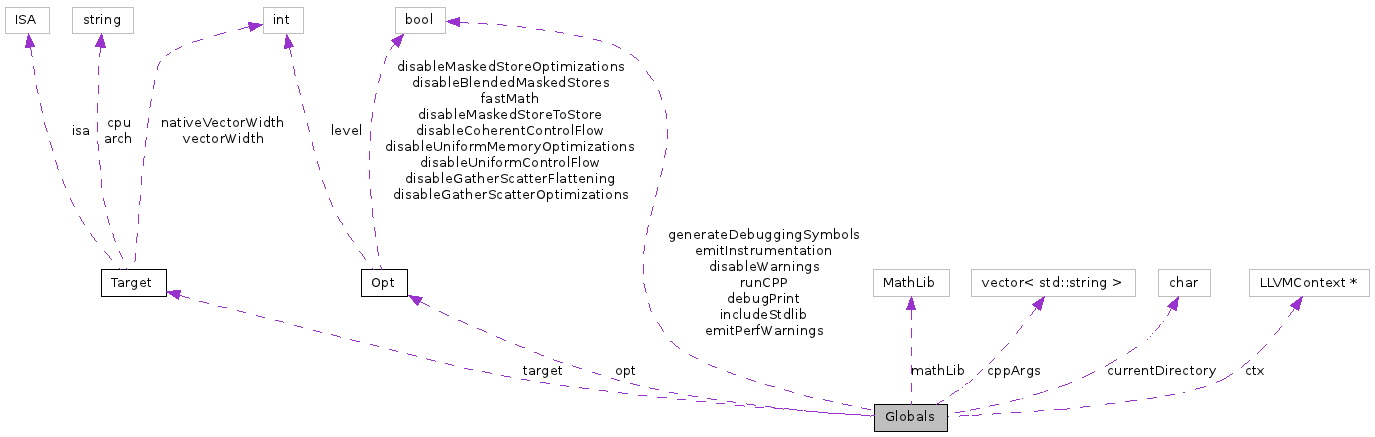 ISA
string
int
bool
disableMaskedStoreOptimizations
disableBlendedMaskedStores
fastMath
disableMaskedStoreToStore
disableCoherentControlFlow
disableUniformMemoryOptimizations
disableUniformControlFlow
disableGatherScatterFlattening
disableGatherScatterOptimizations
isa
cpu
arch
nativeVectorWidth
vectorWidth
level
generateDebuggingSymbols
emitInstrumentation
disableWarnings
runCPP
debugPrint
includeStdlib
emitPerfWarnings
Target
Opt
MathLib
vector< std::string >
char
LLVMContext *
target
opt
mathLib
cppArgs
currentDirectory
ctx
Globals